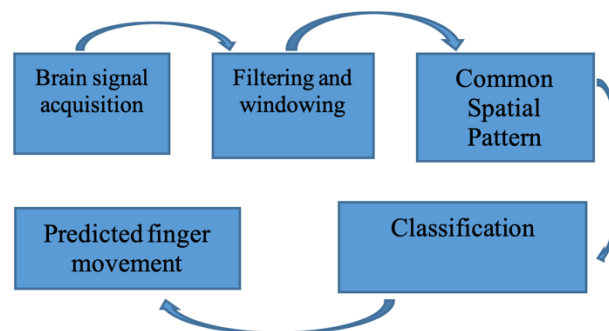 Brain signal
acquisition
Filtering and
windowing
Common
Spatial
Pattern
Predicted finger
movement
Classification